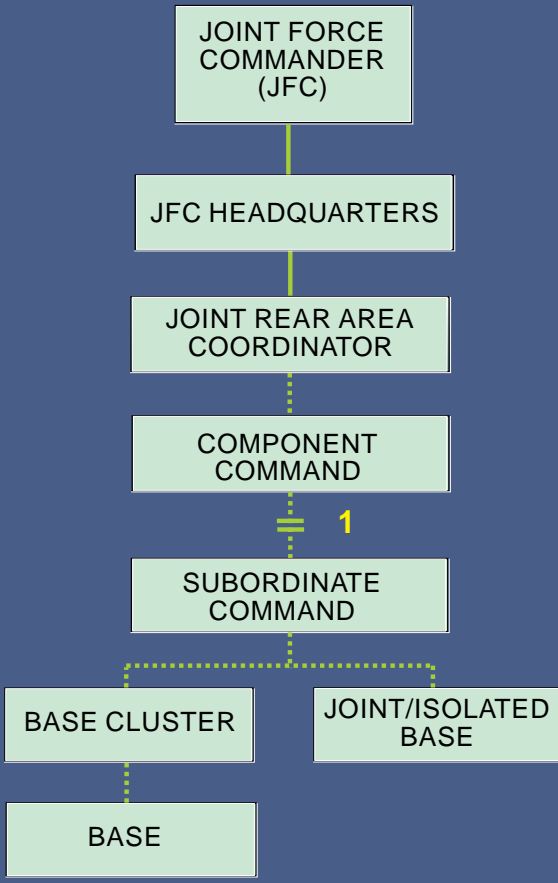 JOINT FORCE
COMMANDER
(JFC)
JFC HEADQUARTERS
JOINT REAR AREA
COORDINATOR
COMPONENT
COMMAND
1
SUBORDINATE
COMMAND
BASE CLUSTER
JOINT/ISOLATED
BASE
BASE